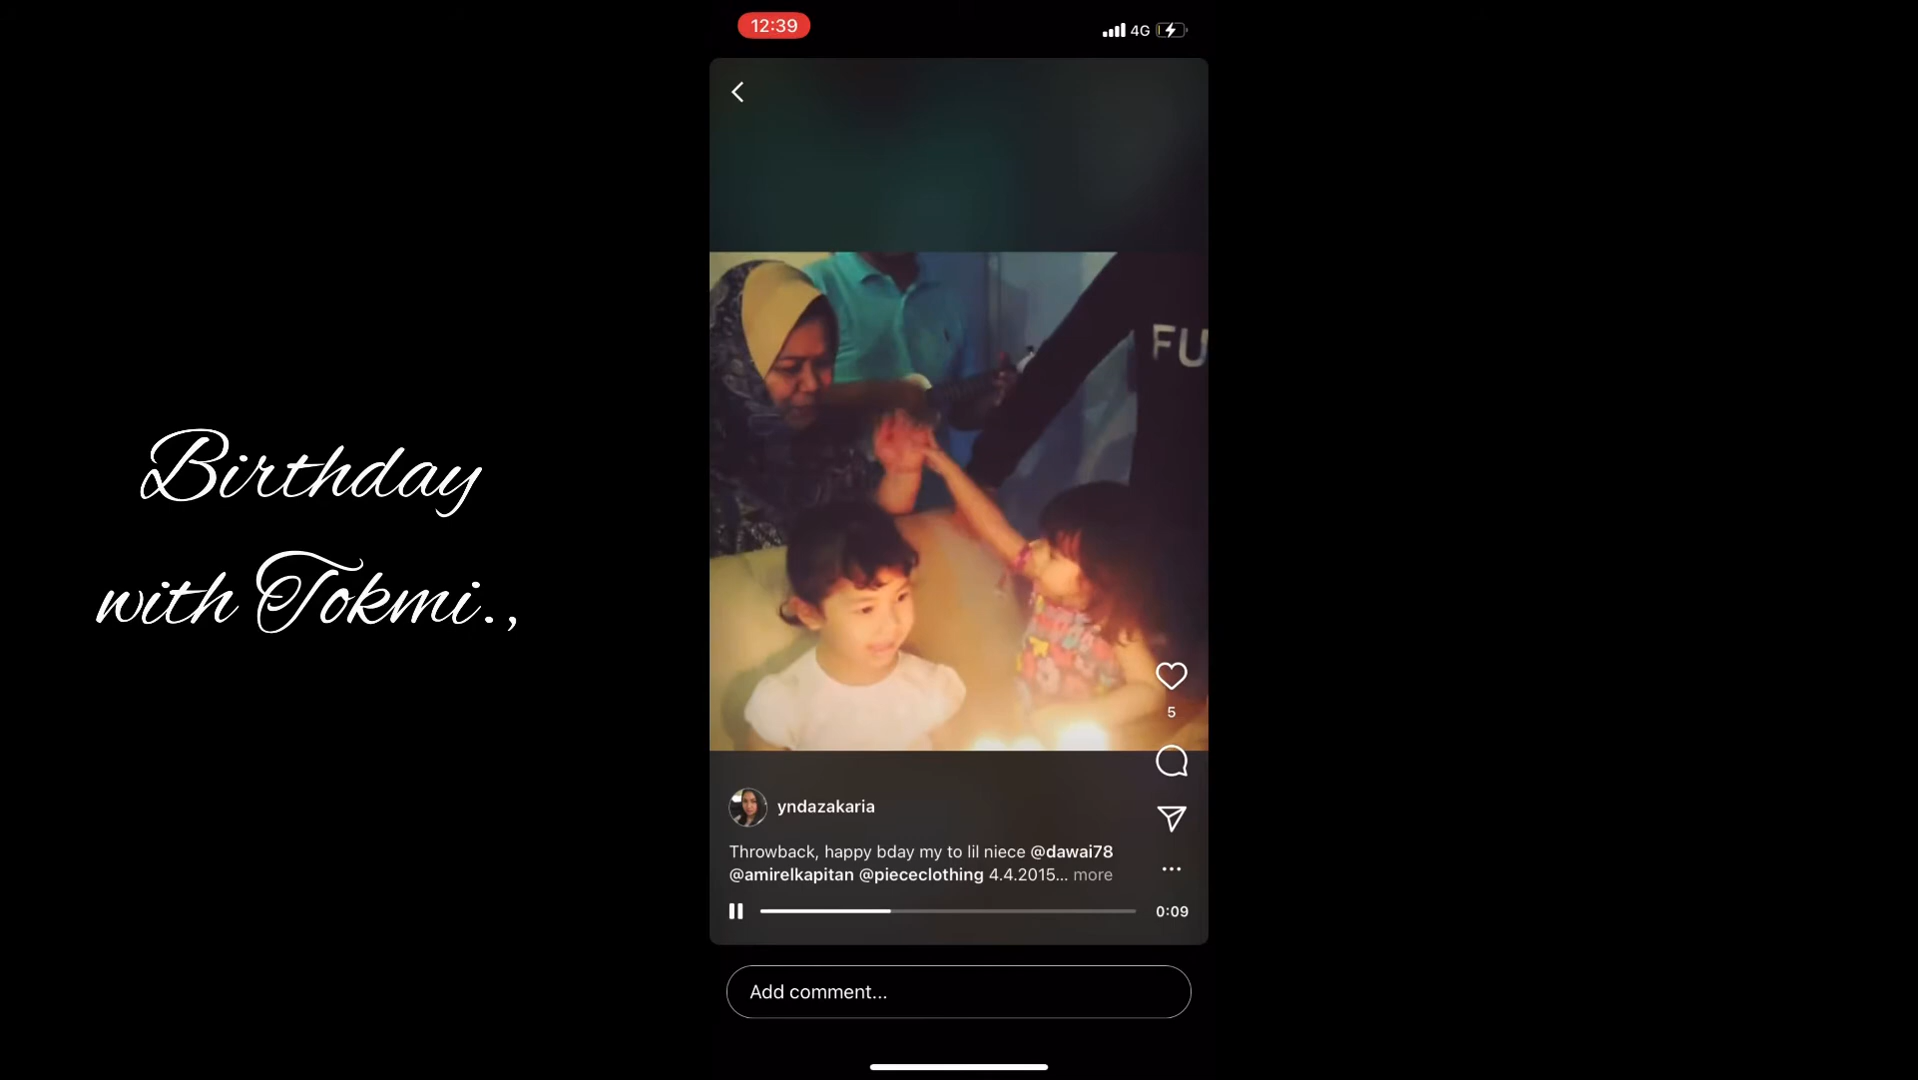 12:39
4G
FU
Birthday
with Tokmi.,
5
yndazakaria
Throwback, happy bday my to lil niece @dawai78
@amirelkapitan @piececlothing 4.4.2015... more
0:09
Add comment...